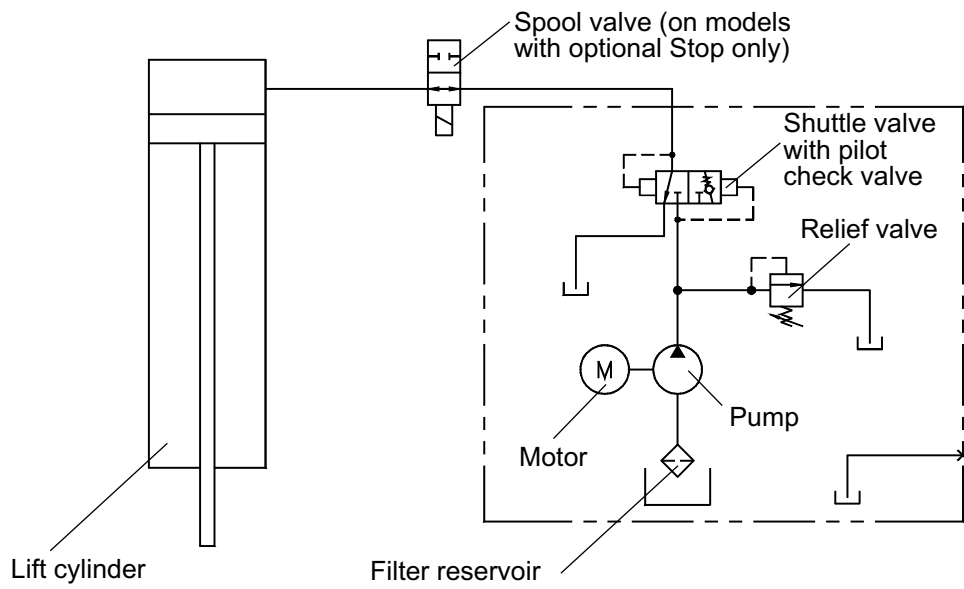 Spool valve (on models
with optional Stop only)
Shuttle valve
with pilot
check valve
Relief valve
M
Motor
Pump
Lift cylinder
Filter reservoir